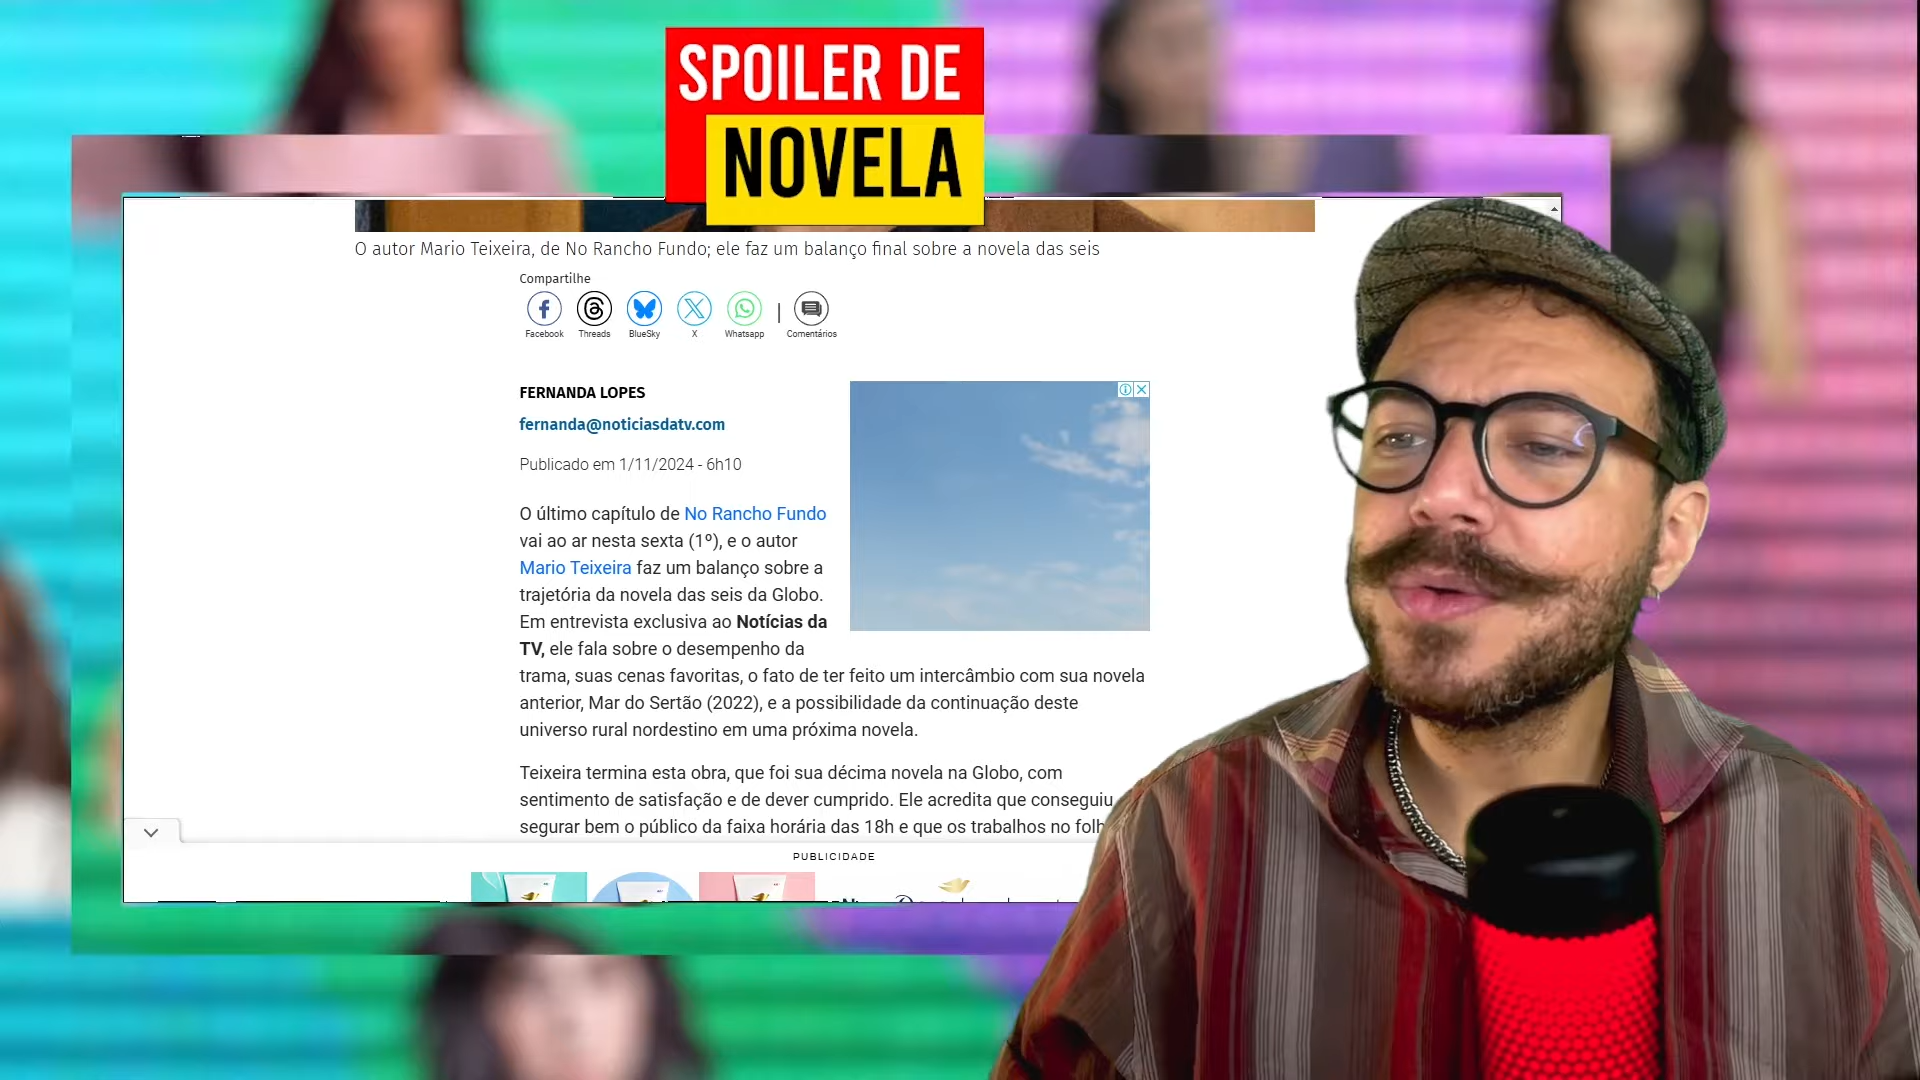 SPOILER DE
NOVELA
O autor Mario Teixeira, de No Rancho Fundo; ele faz um balanço final sobre a novela das seis
Compartilhe
Facebook
Threads
BlueSky
X
Whatsapp
|
Comentários
FERNANDA LOPES
fernanda@noticiasdatv.com
Publicado em 1/11/2024 - 6h10
O último capítulo de No Rancho Fundo
vai ao ar nesta sexta (1º), e o autor
Mario Teixeira faz um balanço sobre a
trajetória da novela das seis da Globo.
Em entrevista exclusiva ao Notícias da
TV, ele fala sobre o desempenho da
trama, suas cenas favoritas, o fato de ter feito um intercâmbio com sua novela
anterior, Mar do Sertão (2022), e a possibilidade da continuação deste
universo rural nordestino em uma próxima novela.
Teixeira termina esta obra, que foi sua décima novela na Globo, com
sentimento de satisfação e de dever cumprido. Ele acredita que conseguiu
segurar bem o público da faixa horária das 18h e que os trabalhos no folh
PUBLICIDADE